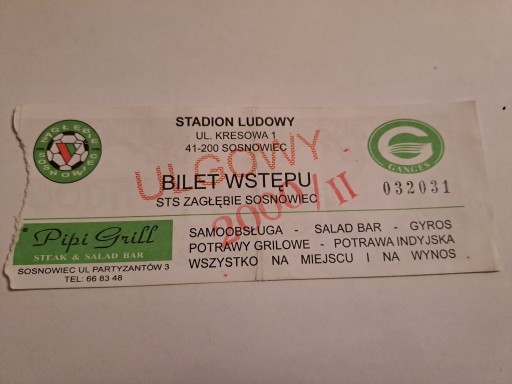 STADION LUDOWY
UL. KRESOWA 1
41-200 SOSNOWIEC
ULGOWY
BILET WSTĘPU
STS ZAGŁĘBIE SOSNOWIEC
2000/II
GANGES
032031
Pipi Grill
STEAK & SALAD BAR
SOSNOWIEC UL PARTYZANTÓW 3
TEL: 66 83 48
SAMOOBSŁUGA - SALAD BAR - GYROS
POTRAWY GRILOWE - POTRAWA INDYJSKA
WSZYSTKO NA MIEJSCU I NA WYNOS